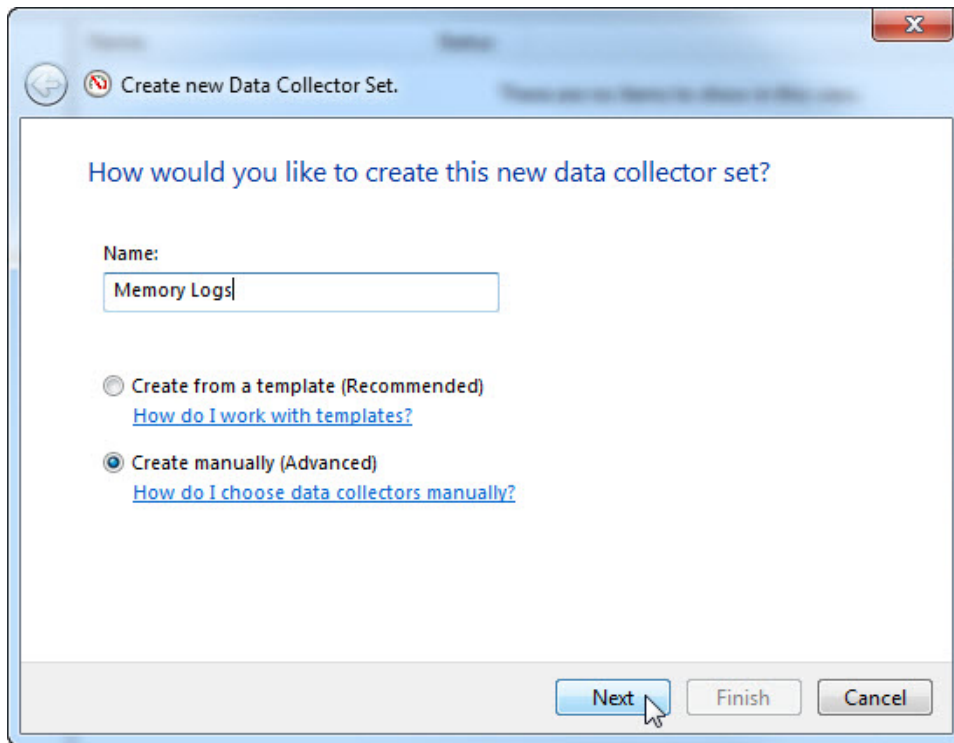 Create new Data Collector Set.
How would you like to create this new data collector set?
Name:
Memory Logs
Create from a template (Recommended)
How do I work with templates?
Create manually (Advanced)
How do I choose data collectors manually?
Next
Finish
Cancel